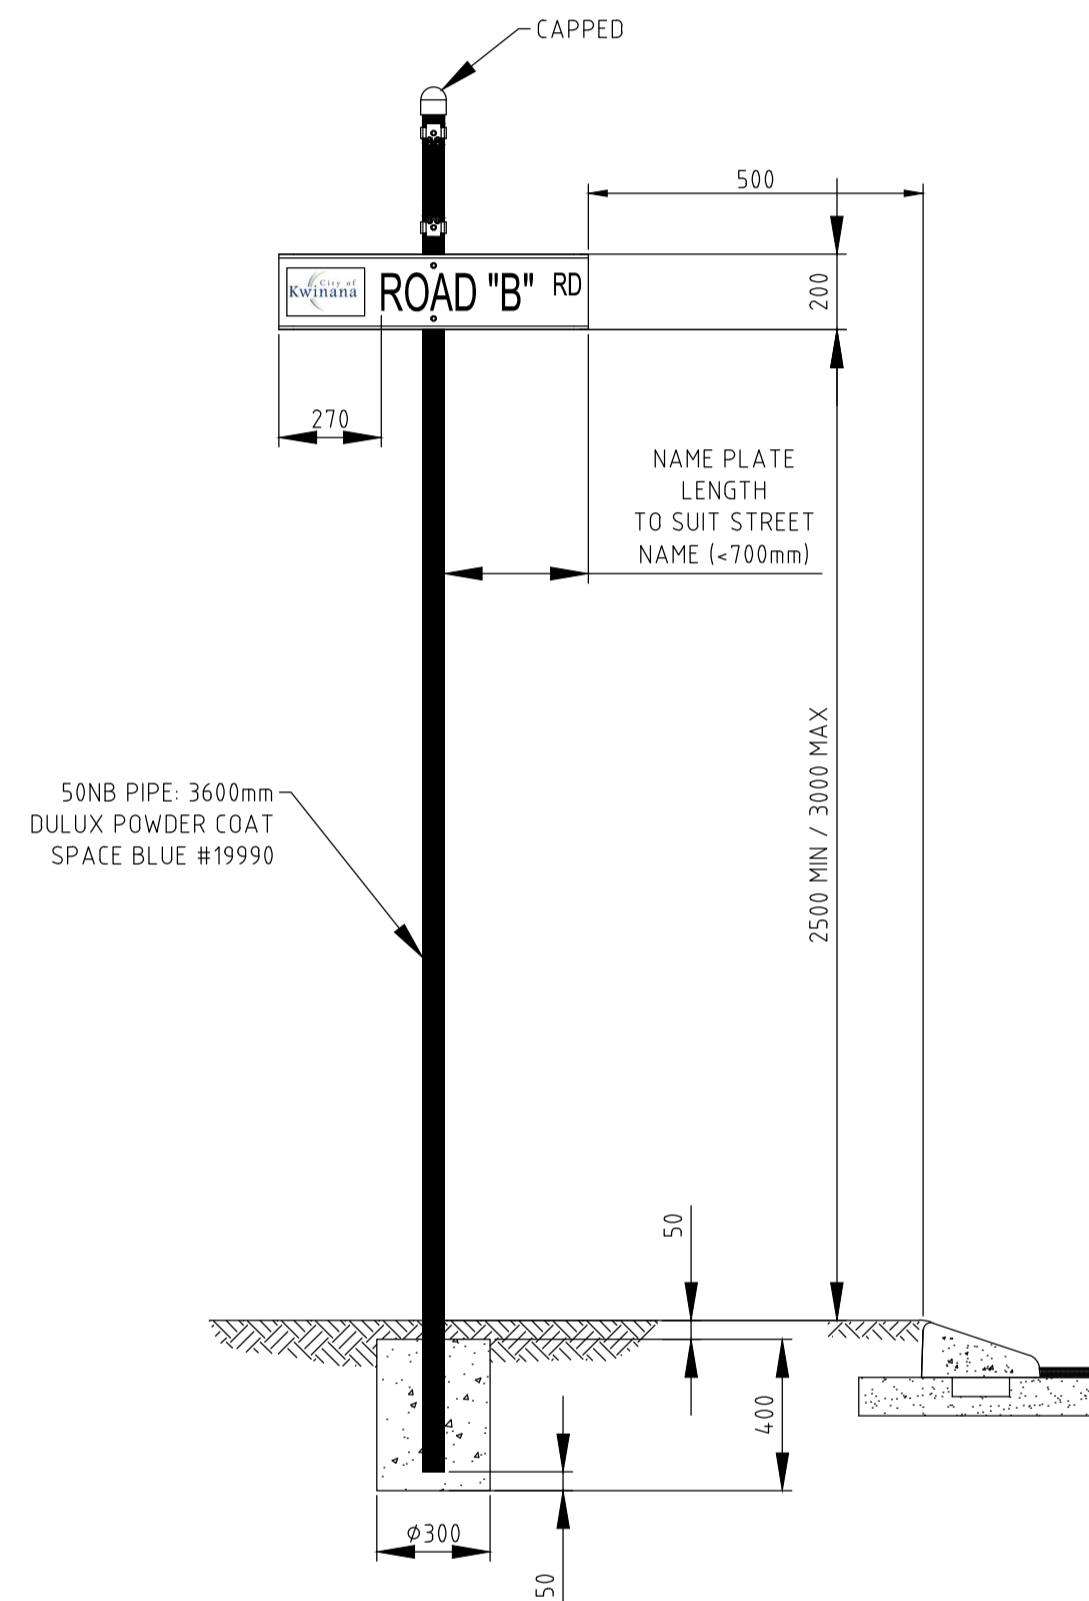 CAPPED
500
200
City of
Kwinana
ROAD "B" RD
270
NAME PLATE
LENGTH
TO SUIT STREET
NAME (<700mm)
2500 MIN / 3000 MAX
50NB PIPE: 3600mm
DULUX POWDER COAT
SPACE BLUE #19990
50
400
Ø300
50